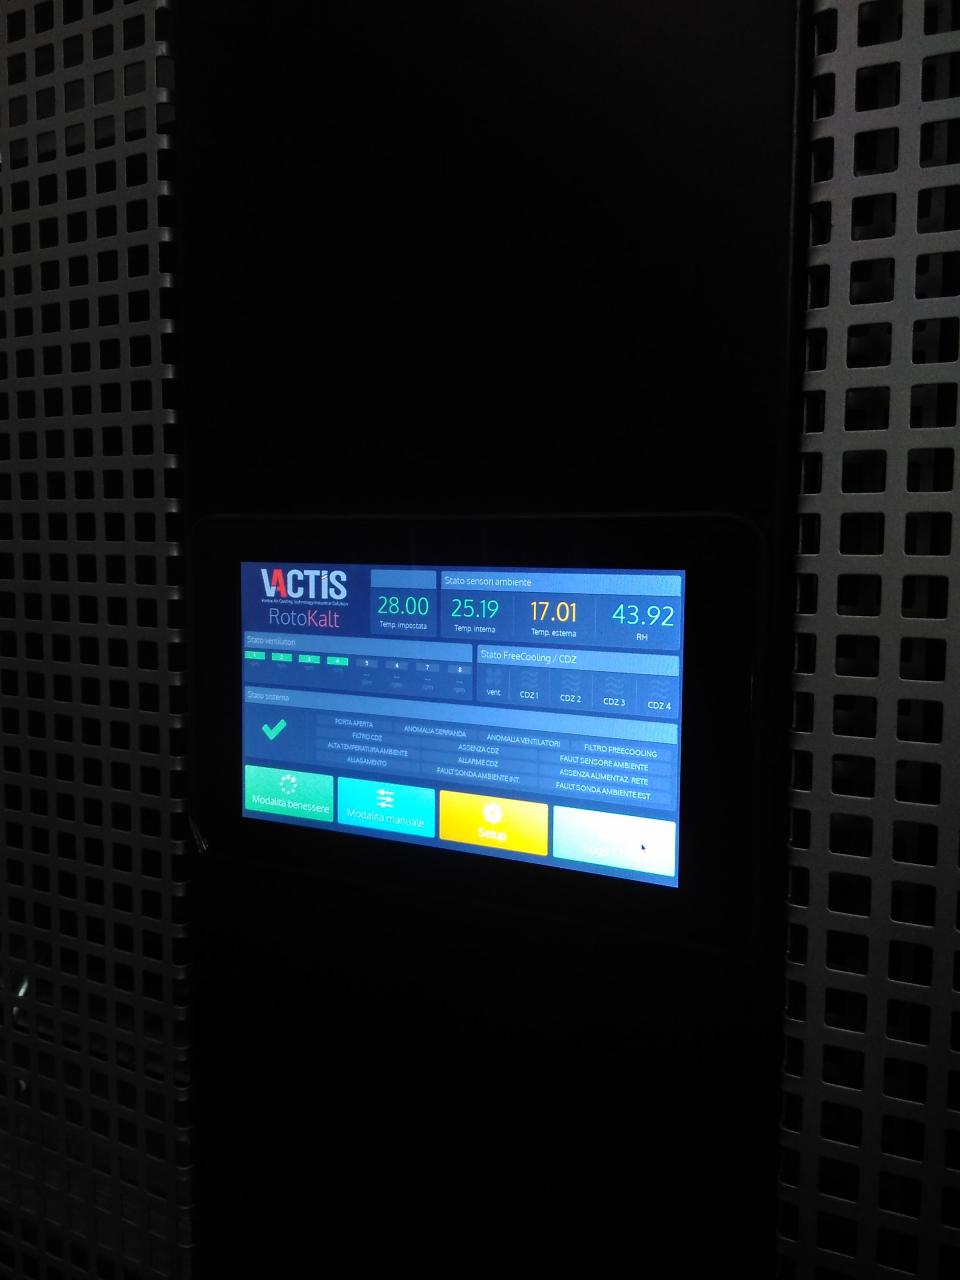 VACTIS
RotoKalt
28.00
Temp. impostata
Stato sensori ambiente
25.19
Temp. interna
17.01
Temp. esterna
43.92
RH
Stato ventilatori
1 2 3 4 5 6 7 8
Stato FreeCooling / CDZ
vent CDZ 1 CDZ 2 CDZ 3 CDZ 4
Stato sistema
PORTA APERTA ANOMALIA SERRANDA ANOMALIA VENTILATORI FILTRO FREECOOLING
FILTRO CDZ ASSENZA CDZ FAULT SENSORE AMBIENTE
ALTA TEMPERATURA AMBIENTE ALLARME CDZ ASSENZA ALIMENTAZ. RETE
ALLAGAMENTO FAULT SONDA AMBIENTE INT. FAULT SONDA AMBIENTE EST.
Modalità benessere
Modalità manuale
Setup
Logs /